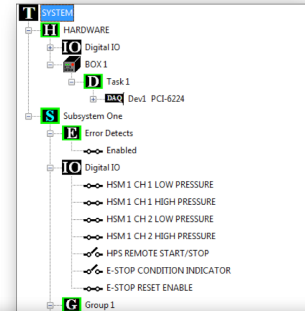 T SYSTEM
H HARDWARE
IO Digital IO
BOX 1
D Task 1
DAQ Dev1 PCI-6224
S Subsystem One
E Error Detects
Enabled
IO Digital IO
HSM 1 CH 1 LOW PRESSURE
HSM 1 CH 1 HIGH PRESSURE
HSM 1 CH 2 LOW PRESSURE
HSM 1 CH 2 HIGH PRESSURE
HPS REMOTE START/STOP
E-STOP CONDITION INDICATOR
E-STOP RESET ENABLE
G Group 1